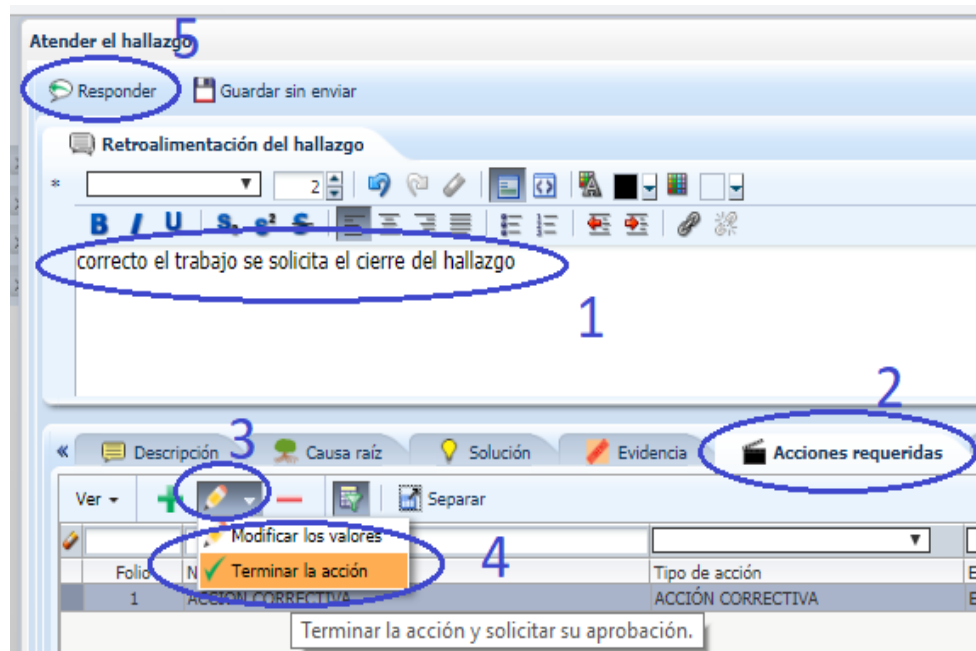 5
Atender el hallazgo
Responder Guardar sin enviar
Retroalimentación del hallazgo
* 2
B I U S₂ S² S
correcto el trabajo se solicita el cierre del hallazgo
1
2
« Descripción 3 Causa raíz Solución Evidencia Acciones requeridas
Ver Separar
Modificar los valores
Terminar la acción 4
Folio Tipo de acción
1 ACCIÓN CORRECTIVA ACCIÓN CORRECTIVA
Terminar la acción y solicitar su aprobación.